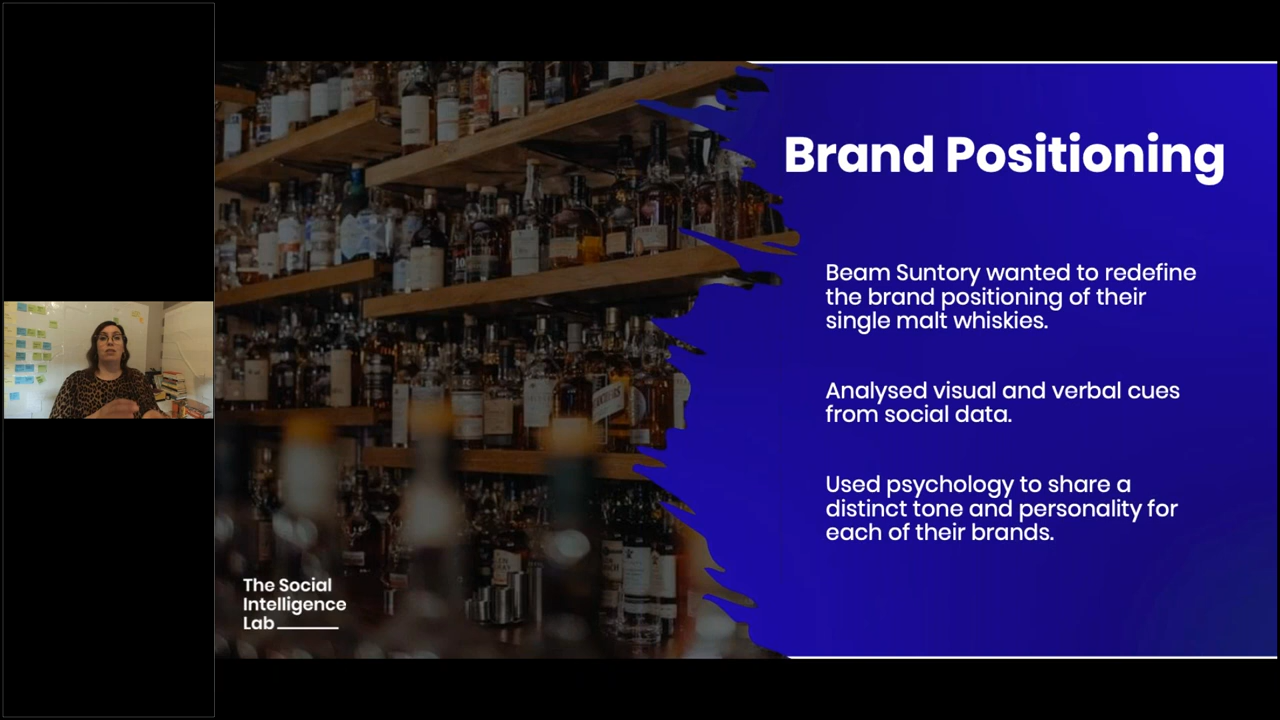 Brand Positioning
Beam Suntory wanted to redefine
the brand positioning of their
single malt whiskies.
Analysed visual and verbal cues
from social data.
Used psychology to share a
distinct tone and personality for
each of their brands.
The Social
Intelligence
Lab